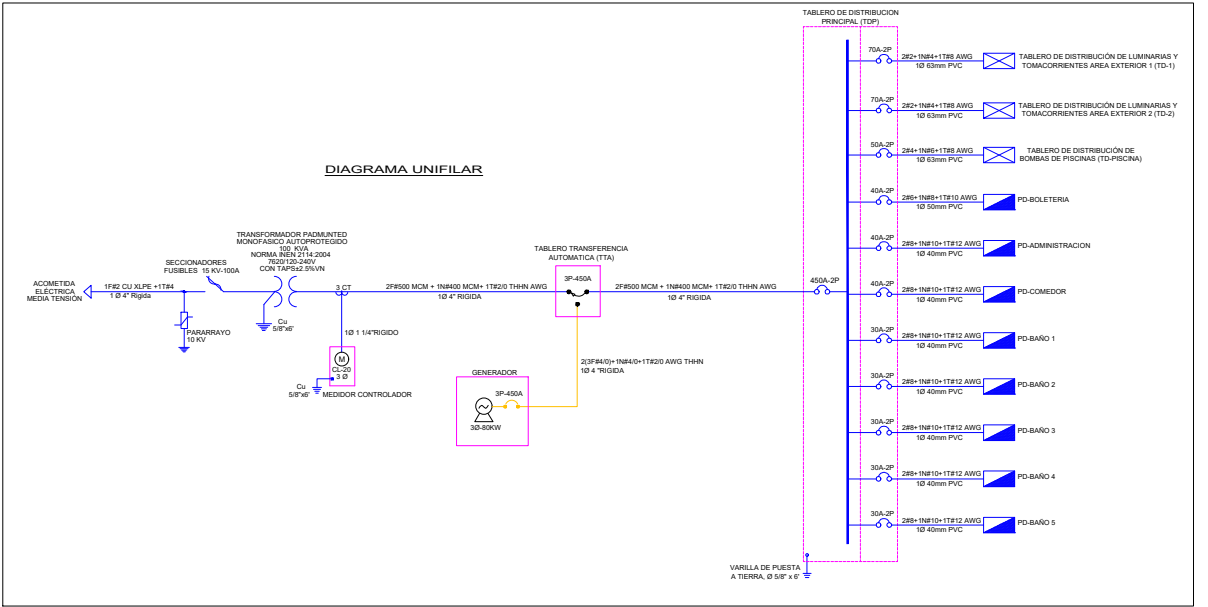 TABLERO DE DISTRIBUCION
PRINCIPAL (TDP)
DIAGRAMA UNIFILAR
ACOMETIDA
ELÉCTRICA
MEDIA TENSIÓN
1F#2 CU XLPE +1T#4
1 Ø 4" Rígida
PARARRAYO
10 KV
SECCIONADORES
FUSIBLES 15 KV-100A
TRANSFORMADOR PADMUNTED
MONOFASICO AUTOPROTEGIDO
100 KVA
NORMA INEN 2114:2004
7620/120-240V
CON TAPS±2.5%VN
Cu
5/8"x6'
3 CT
1Ø 1 1/4"RIGIDO
M
CL-20
3 Ø
Cu
5/8"x6'
MEDIDOR CONTROLADOR
2F#500 MCM + 1N#400 MCM+ 1T#2/0 THHN AWG
1Ø 4" RIGIDA
TABLERO TRANSFERENCIA
AUTOMATICA (TTA)
3P-450A
2F#500 MCM + 1N#400 MCM+ 1T#2/0 THHN AWG
1Ø 4" RIGIDA
2(3F#4/0)+1N#4/0+1T#2/0 AWG THHN
1Ø 4 "RIGIDA
GENERADOR
3P-450A
3Ø-80KW
450A-2P
70A-2P
2#2+1N#4+1T#8 AWG
1Ø 63mm PVC
TABLERO DE DISTRIBUCIÓN DE LUMINARIAS Y
TOMACORRIENTES AREA EXTERIOR 1 (TD-1)
70A-2P
2#2+1N#4+1T#8 AWG
1Ø 63mm PVC
TABLERO DE DISTRIBUCIÓN DE LUMINARIAS Y
TOMACORRIENTES AREA EXTERIOR 2 (TD-2)
50A-2P
2#4+1N#6+1T#8 AWG
1Ø 63mm PVC
TABLERO DE DISTRIBUCIÓN DE
BOMBAS DE PISCINAS (TD-PISCINA)
40A-2P
2#6+1N#8+1T#10 AWG
1Ø 50mm PVC
PD-BOLETERIA
40A-2P
2#8+1N#10+1T#12 AWG
1Ø 40mm PVC
PD-ADMINISTRACION
40A-2P
2#8+1N#10+1T#12 AWG
1Ø 40mm PVC
PD-COMEDOR
30A-2P
2#8+1N#10+1T#12 AWG
1Ø 40mm PVC
PD-BAÑO 1
30A-2P
2#8+1N#10+1T#12 AWG
1Ø 40mm PVC
PD-BAÑO 2
30A-2P
2#8+1N#10+1T#12 AWG
1Ø 40mm PVC
PD-BAÑO 3
30A-2P
2#8+1N#10+1T#12 AWG
1Ø 40mm PVC
PD-BAÑO 4
30A-2P
2#8+1N#10+1T#12 AWG
1Ø 40mm PVC
PD-BAÑO 5
VARILLA DE PUESTA
A TIERRA, Ø 5/8" x 6'